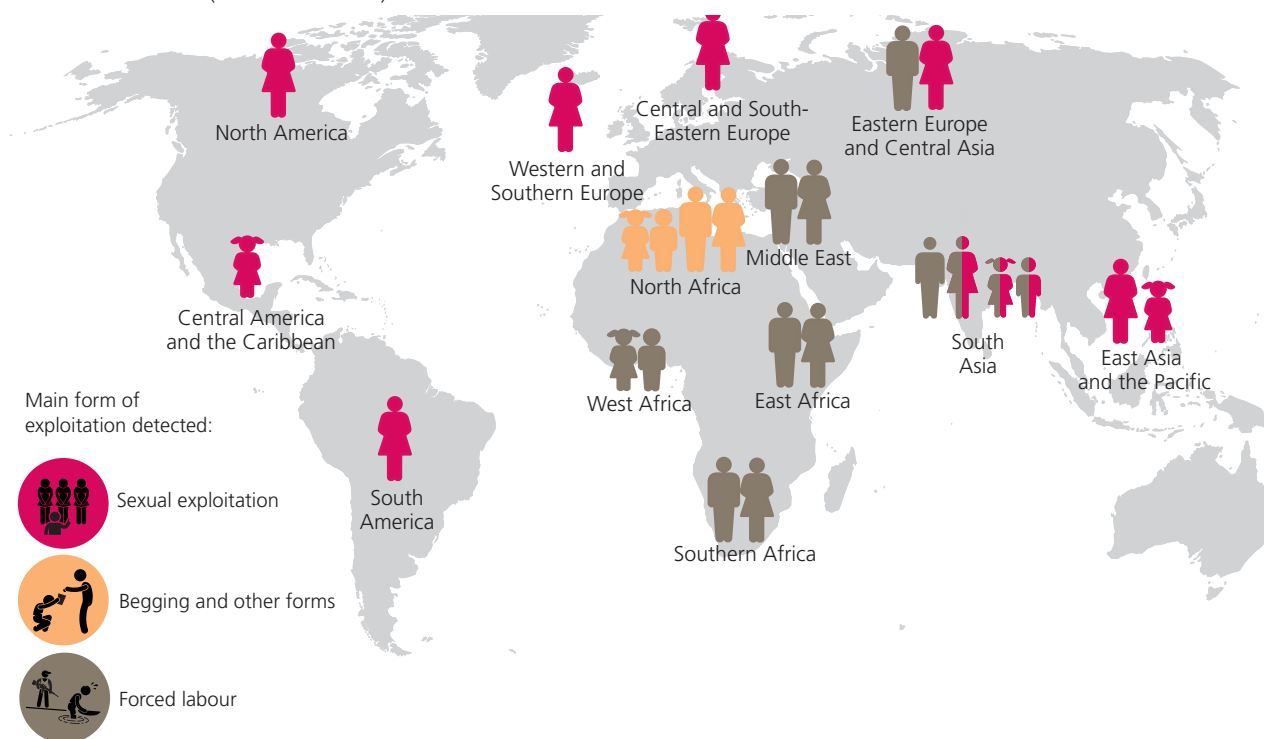 North America
Central and South-
Eastern Europe
Eastern Europe
and Central Asia
Western and
Southern Europe
Middle East
North Africa
Central America
and the Caribbean
South
Asia
East Asia
and the Pacific
West Africa
East Africa
South
America
Southern Africa
Main form of
exploitation detected:
Sexual exploitation
Begging and other forms
Forced labour